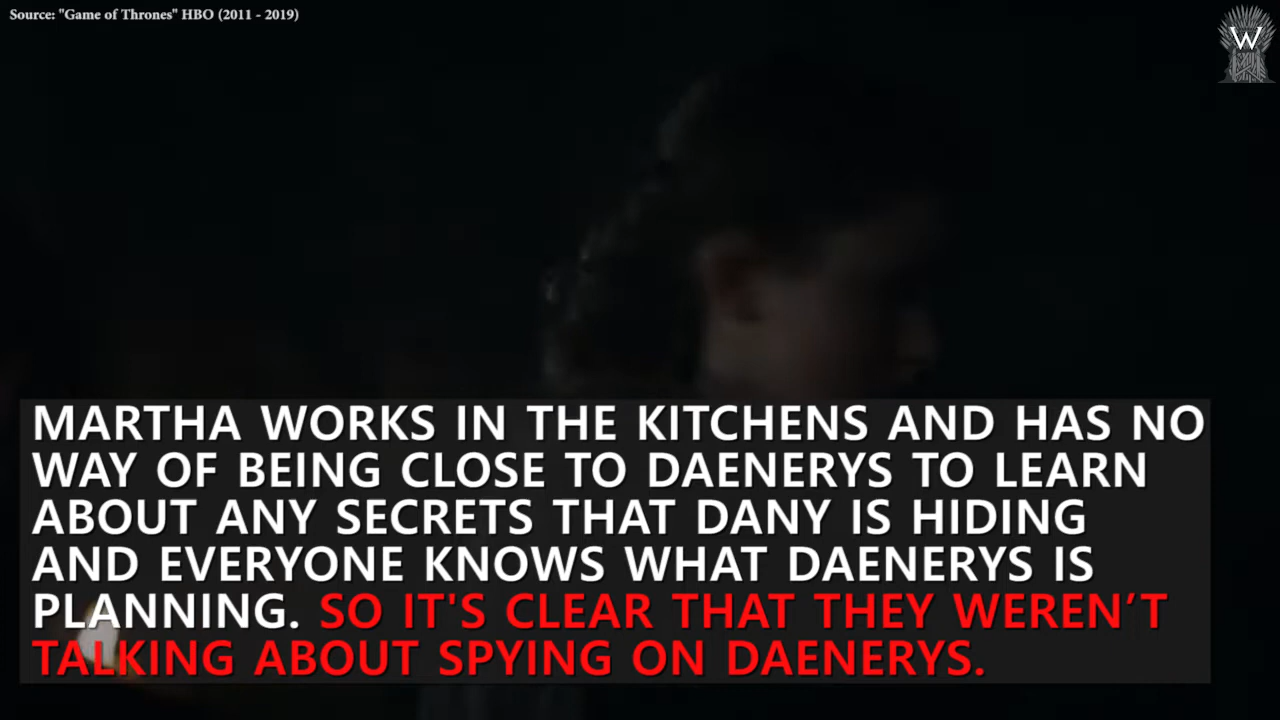 Source: "Game of Thrones" HBO (2011 - 2019)
W
MARTHA WORKS IN THE KITCHENS AND HAS NO
WAY OF BEING CLOSE TO DAENERYS TO LEARN
ABOUT ANY SECRETS THAT DANY IS HIDING
AND EVERYONE KNOWS WHAT DAENERYS IS
PLANNING. SO IT'S CLEAR THAT THEY WEREN’T
TALKING ABOUT SPYING ON DAENERYS.